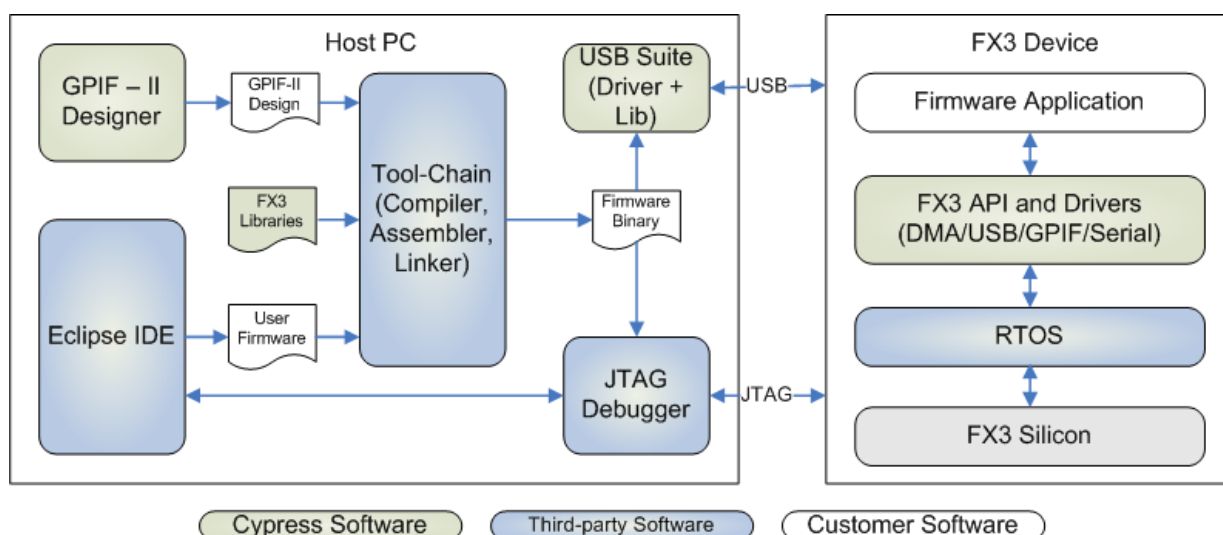 Host PC
GPIF – II
Designer
GPIF-II
Design
FX3
Libraries
Eclipse IDE
User
Firmware
Tool-Chain
(Compiler,
Assembler,
Linker)
USB Suite
(Driver +
Lib)
Firmware
Binary
JTAG
Debugger
USB
JTAG
FX3 Device
Firmware Application
FX3 API and Drivers
(DMA/USB/GPIF/Serial)
RTOS
FX3 Silicon
Cypress Software
Third-party Software
Customer Software